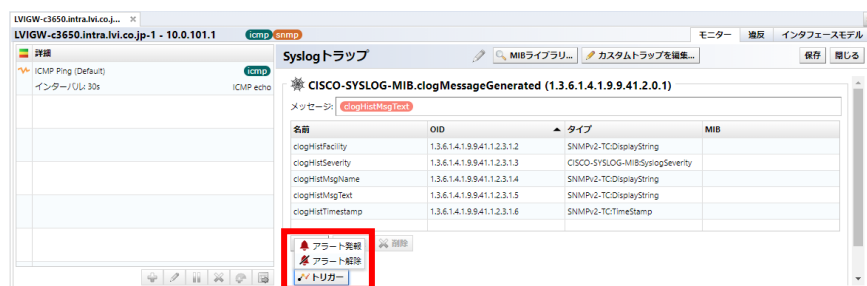 LVIGW-c3650.intra.lvi.co.j... ×
LVIGW-c3650.intra.lvi.co.jp-1 - 10.0.101.1 icmp snmp モニター 違反 インタフェースモデル
詳細
ICMP Ping (Default) icmp
インターバル: 30s ICMP echo
Syslogトラップ MIBライブラリ... カスタムトラップを編集... 保存 閉じる
CISCO-SYSLOG-MIB.clogMessageGenerated (1.3.6.1.4.1.9.9.41.2.0.1)
メッセージ: clogHistMsgText
名前 OID タイプ MIB
clogHistFacility 1.3.6.1.4.1.9.9.41.1.2.3.1.2 SNMPv2-TC:DisplayString
clogHistSeverity 1.3.6.1.4.1.9.9.41.1.2.3.1.3 CISCO-SYSLOG-MIB:SyslogSeverity
clogHistMsgName 1.3.6.1.4.1.9.9.41.1.2.3.1.4 SNMPv2-TC:DisplayString
clogHistMsgText 1.3.6.1.4.1.9.9.41.1.2.3.1.5 SNMPv2-TC:DisplayString
clogHistTimestamp 1.3.6.1.4.1.9.9.41.1.2.3.1.6 SNMPv2-TC:TimeStamp
アラート発報 削除
アラート解除
トリガー